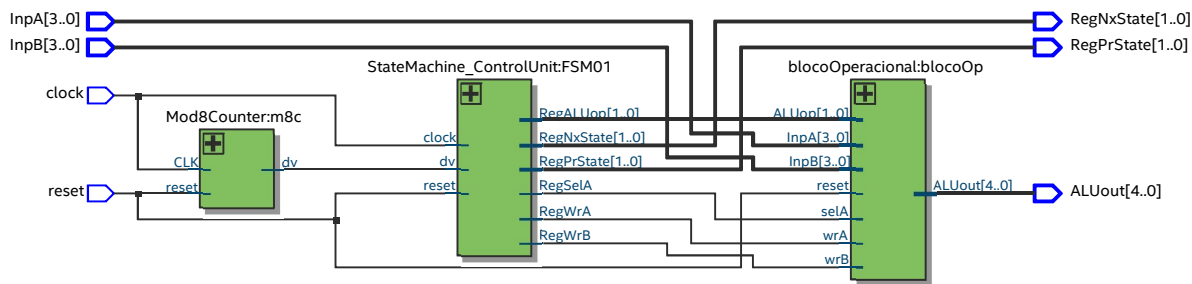 InpA[3..0]
RegNxState[1..0]
InpB[3..0]
RegPrState[1..0]
StateMachine_ControlUnit:FSM01
blocoOperacional:blocoOp
clock
Mod8Counter:m8c
CLK
dv
reset
reset
clock
dv
reset
RegALUop[1..0]
RegNxState[1..0]
RegPrState[1..0]
RegSelA
RegWrA
RegWrB
ALUop[1..0]
InpA[3..0]
InpB[3..0]
reset
selA
wrA
wrB
ALUout[4..0]
ALUout[4..0]